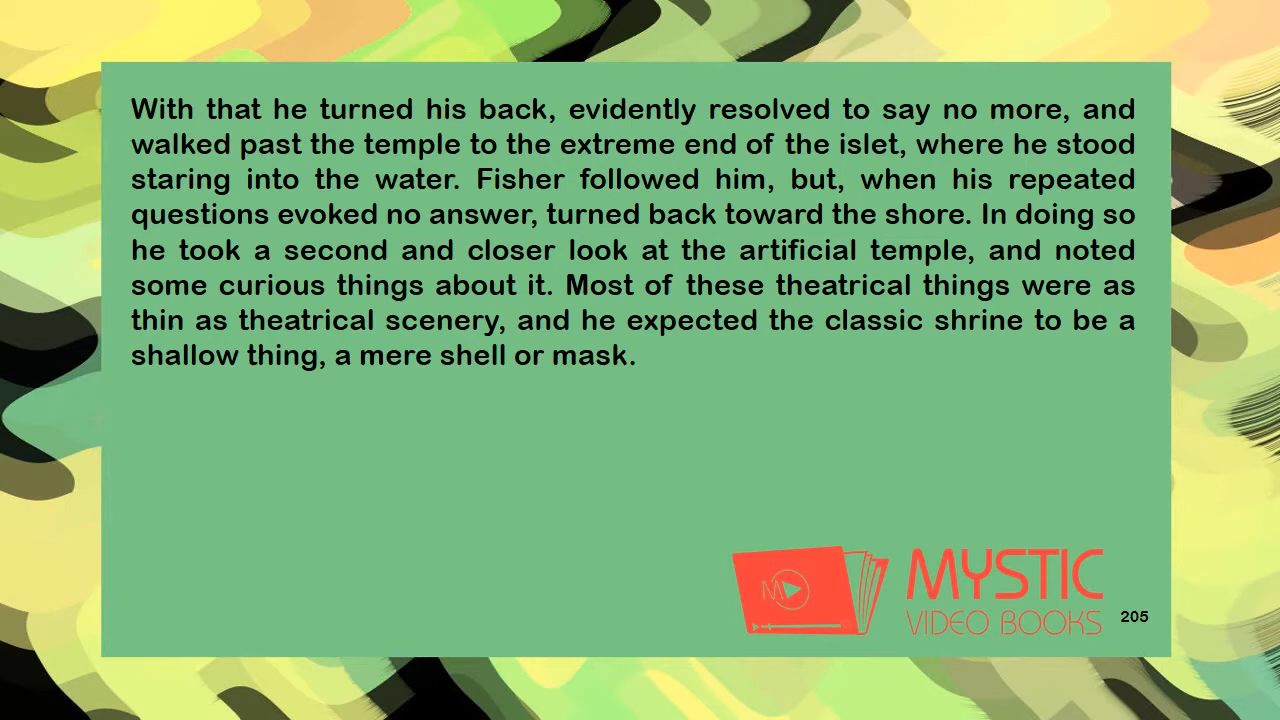 With that he turned his back, evidently resolved to say no more, and
walked past the temple to the extreme end of the islet, where he stood
staring into the water. Fisher followed him, but, when his repeated
questions evoked no answer, turned back toward the shore. In doing so
he took a second and closer look at the artificial temple, and noted
some curious things about it. Most of these theatrical things were as
thin as theatrical scenery, and he expected the classic shrine to be a
shallow thing, a mere shell or mask.
M
MYSTIC
VIDEO BOOKS
205